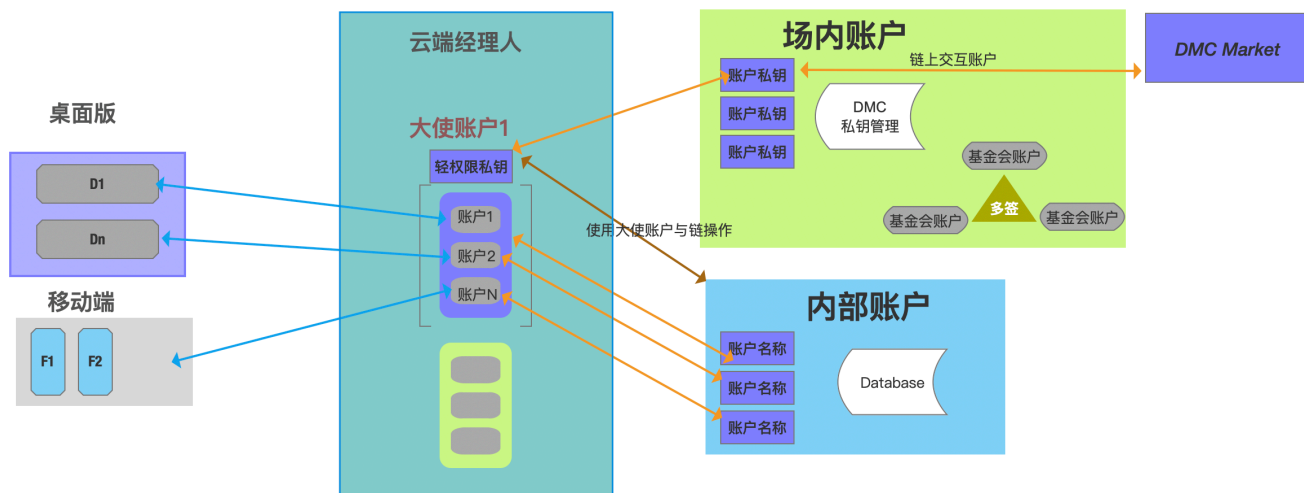 桌面版
D1
Dn
移动端
F1
F2
云端经理人
大使账户1
轻权限私钥
账户1
账户2
账户N
场内账户
账户私钥
账户私钥
账户私钥
DMC
私钥管理
链上交互账户
DMC Market
基金会账户
多签
基金会账户
基金会账户
使用大使账户与链操作
内部账户
账户名称
账户名称
账户名称
Database